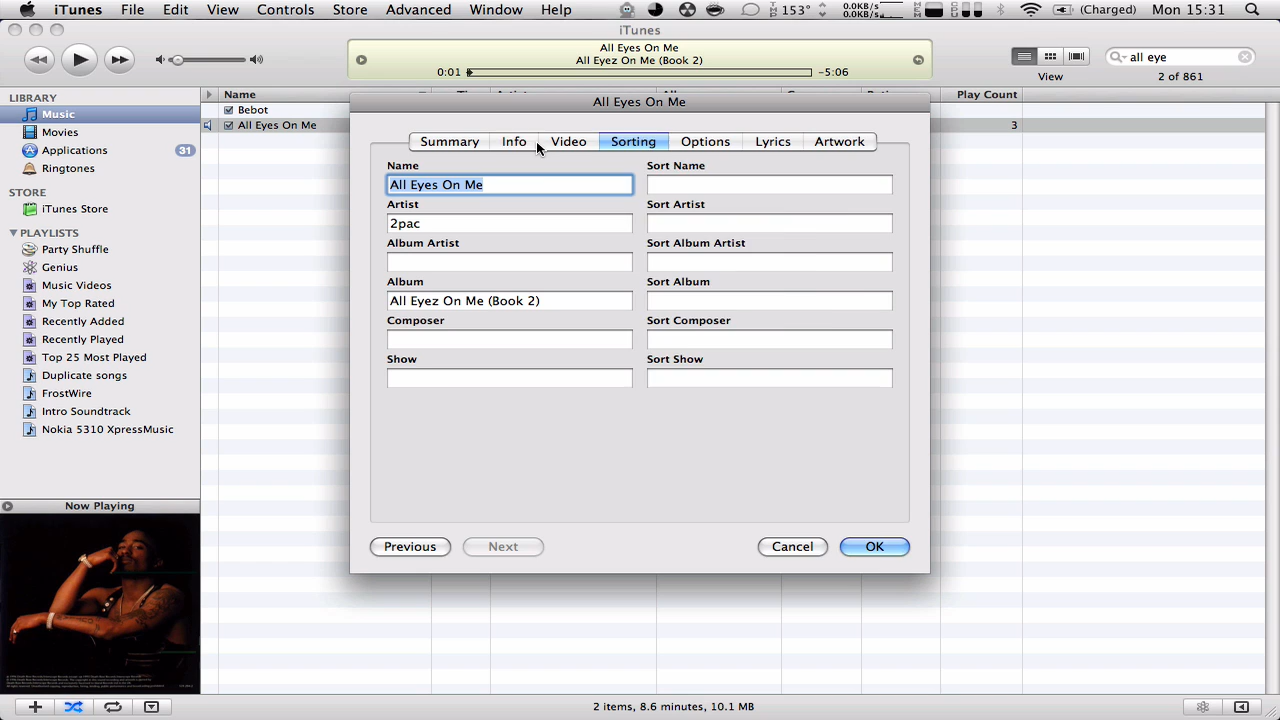 iTunes File Edit View Controls Store Advanced Window Help 153° 0.0KB/s 0.0KB/s (Charged) Mon 15:31
iTunes
All Eyes On Me
All Eyez On Me (Book 2)
0:01 -5:06
View
all eye
2 of 861
LIBRARY
Music
Movies
Applications 31
Ringtones
STORE
iTunes Store
PLAYLISTS
Party Shuffle
Genius
Music Videos
My Top Rated
Recently Added
Recently Played
Top 25 Most Played
Duplicate songs
FrostWire
Intro Soundtrack
Nokia 5310 XpressMusic
Now Playing
Name Play Count
Bebot
All Eyes On Me 3
All Eyes On Me
Summary Info Video Sorting Options Lyrics Artwork
Name Sort Name
All Eyes On Me
Artist Sort Artist
2pac
Album Artist Sort Album Artist
Album Sort Album
All Eyez On Me (Book 2)
Composer Sort Composer
Show Sort Show
Previous Next Cancel OK
2 items, 8.6 minutes, 10.1 MB